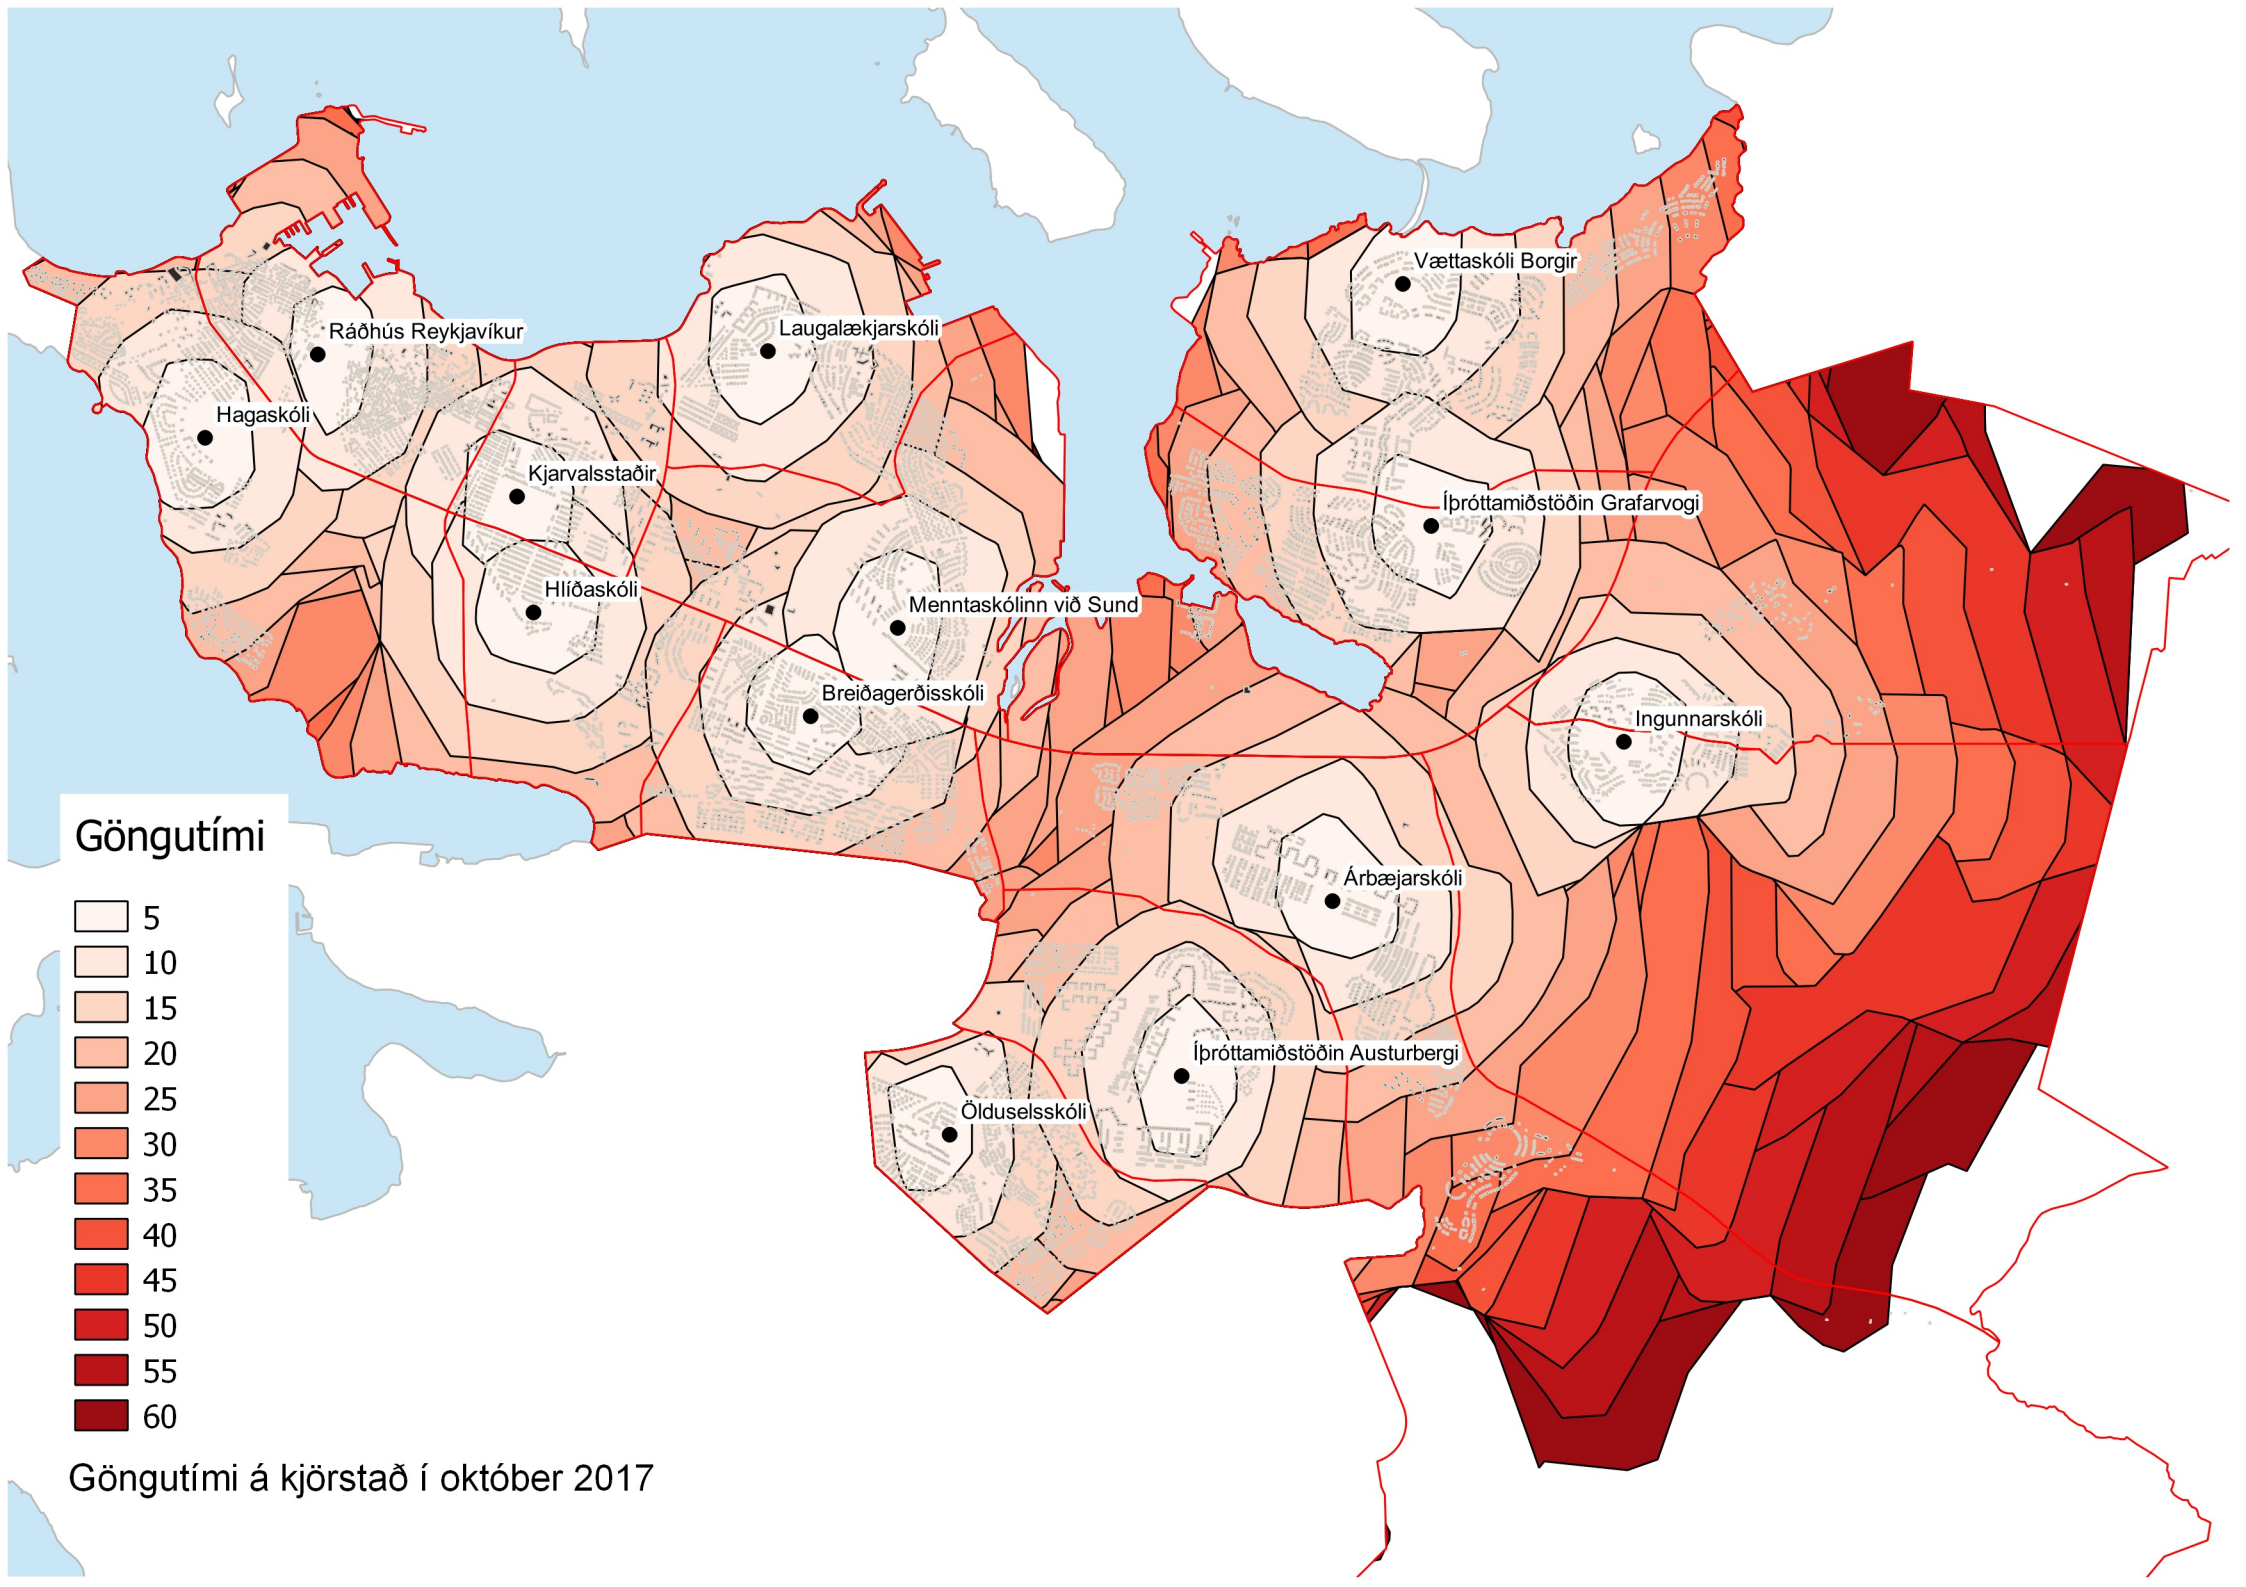 Vættaskóli Borgir
Ráðhús Reykjavíkur
Laugalækjarskóli
Hagaskóli
Kjarvalsstaðir
Íþróttamiðstöðin Grafarvogi
Hlíðaskóli
Menntaskólinn við Sund
Breiðagerðisskóli
Ingunnarskóli
Árbæjarskóli
Íþróttamiðstöðin Austurbergi
Ölduselsskóli
Göngutími
5
10
15
20
25
30
35
40
45
50
55
60
Göngutími á kjörstað í október 2017